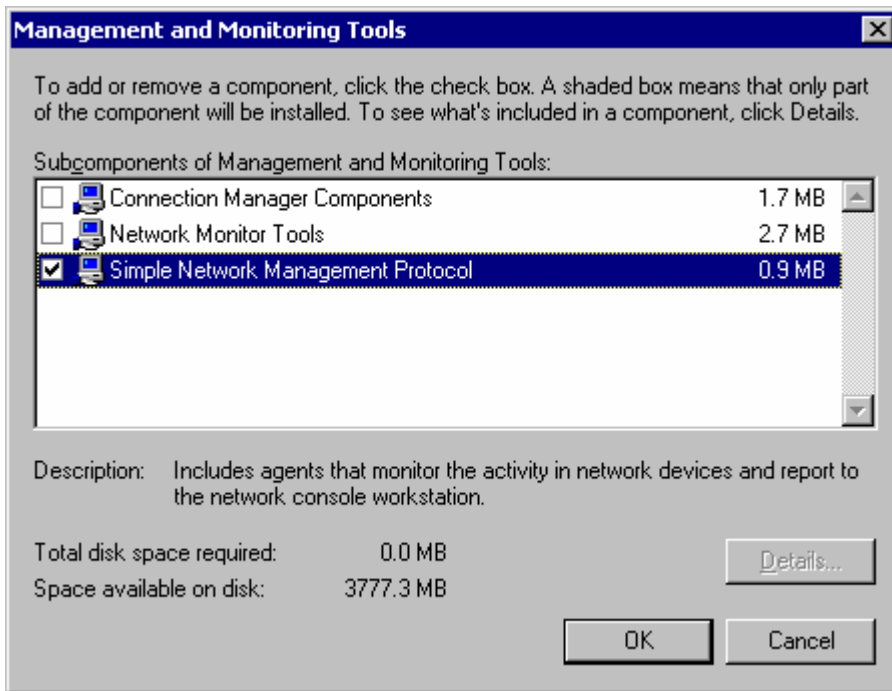 Management and Monitoring Tools
To add or remove a component, click the check box. A shaded box means that only part
of the component will be installed. To see what's included in a component, click Details.
Subcomponents of Management and Monitoring Tools:
Connection Manager Components 1.7 MB
Network Monitor Tools 2.7 MB
Simple Network Management Protocol 0.9 MB
Description: Includes agents that monitor the activity in network devices and report to
the network console workstation.
Total disk space required: 0.0 MB
Details...
Space available on disk: 3777.3 MB
OK Cancel